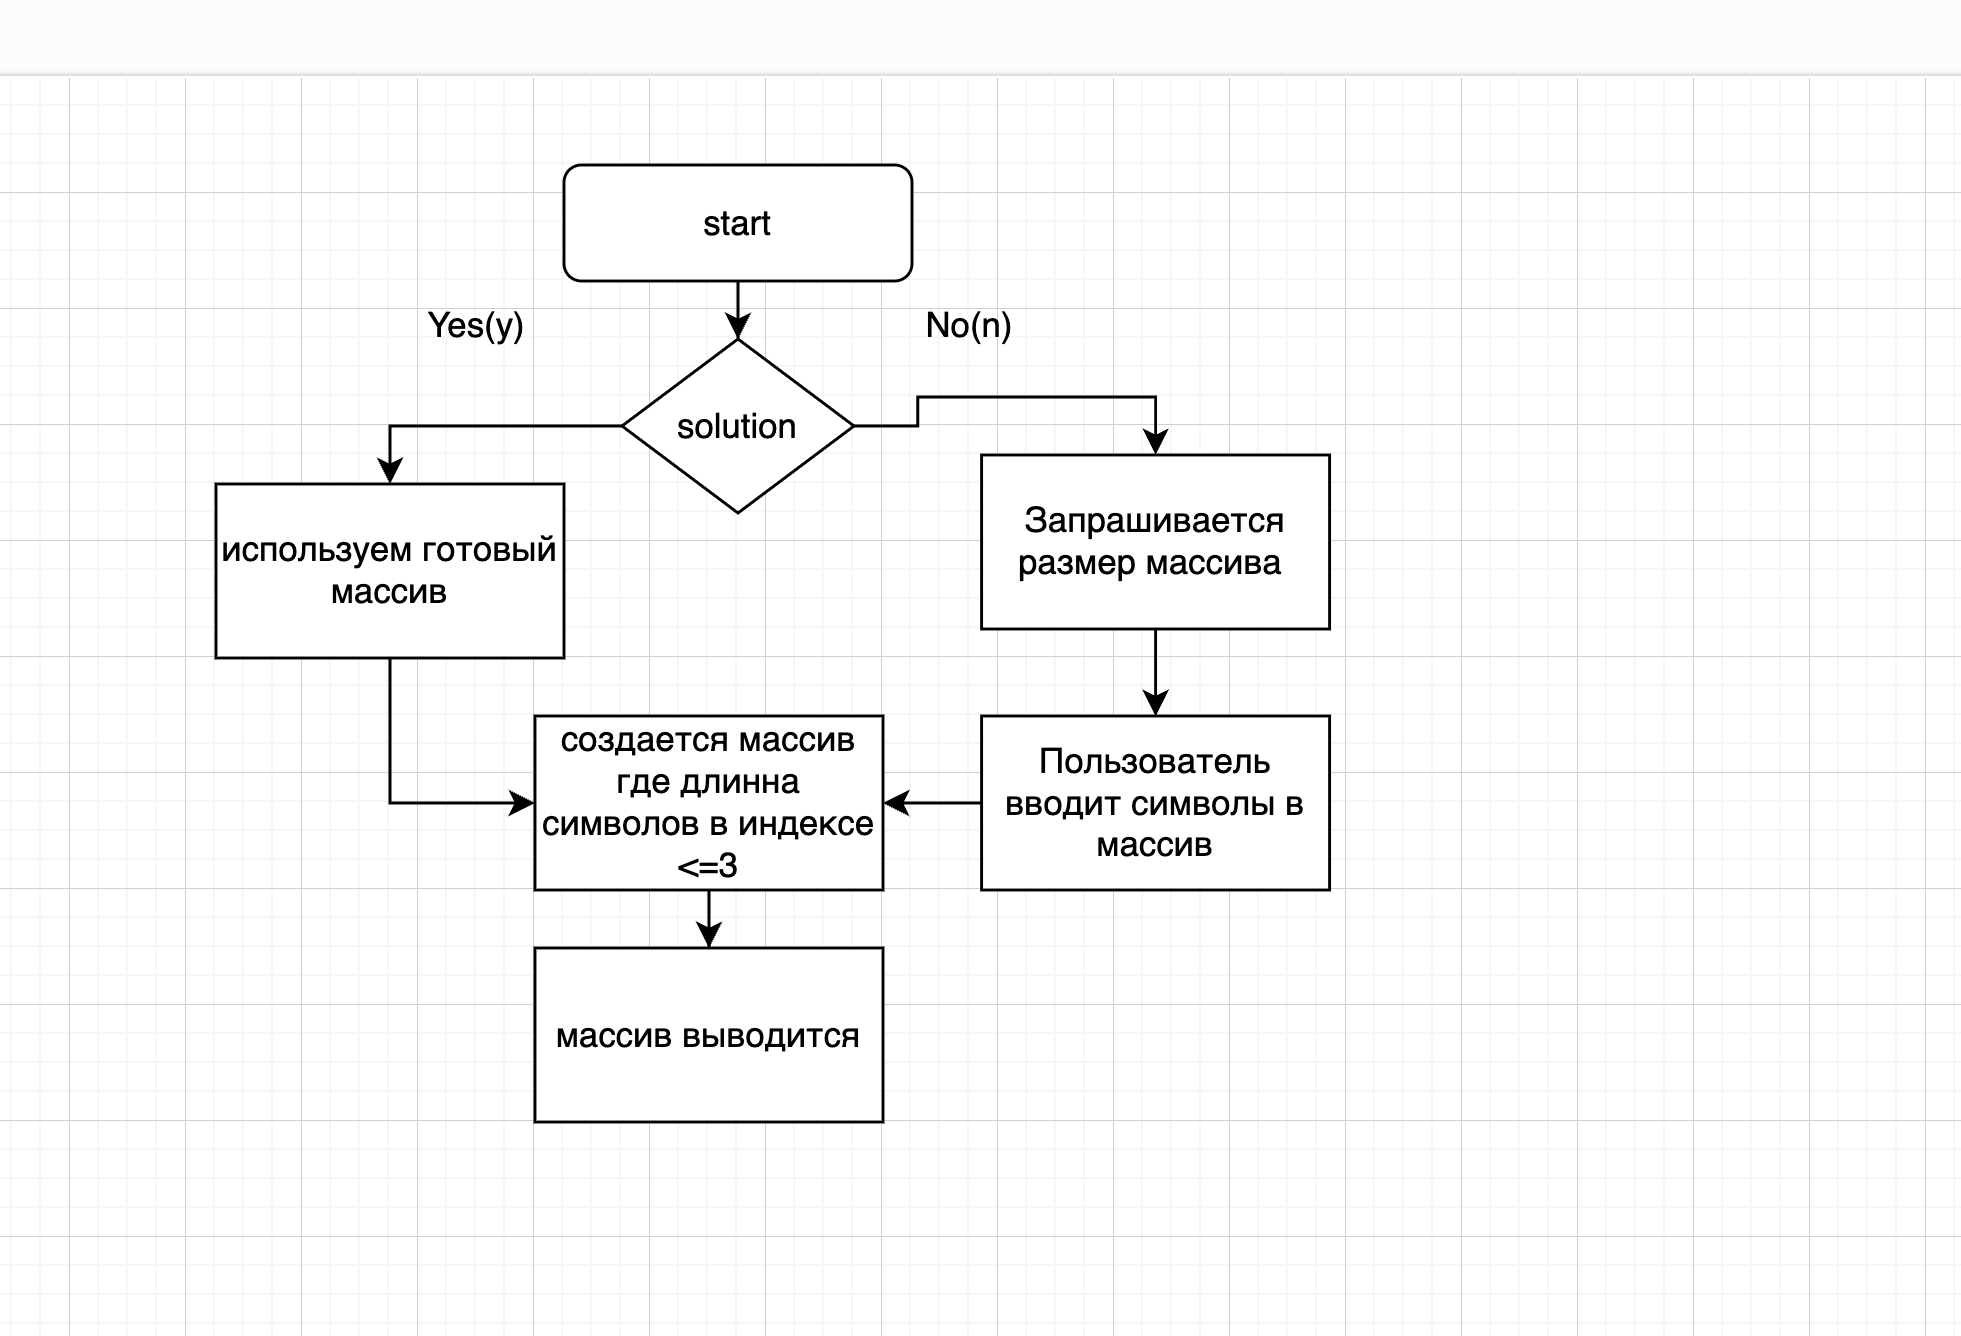 start
Yes(y)
No(n)
solution
используем готовый
массив
Запрашивается
размер массива
создается массив
где длинна
символов в индексе
<=3
Пользователь
вводит символы в
массив
массив выводится